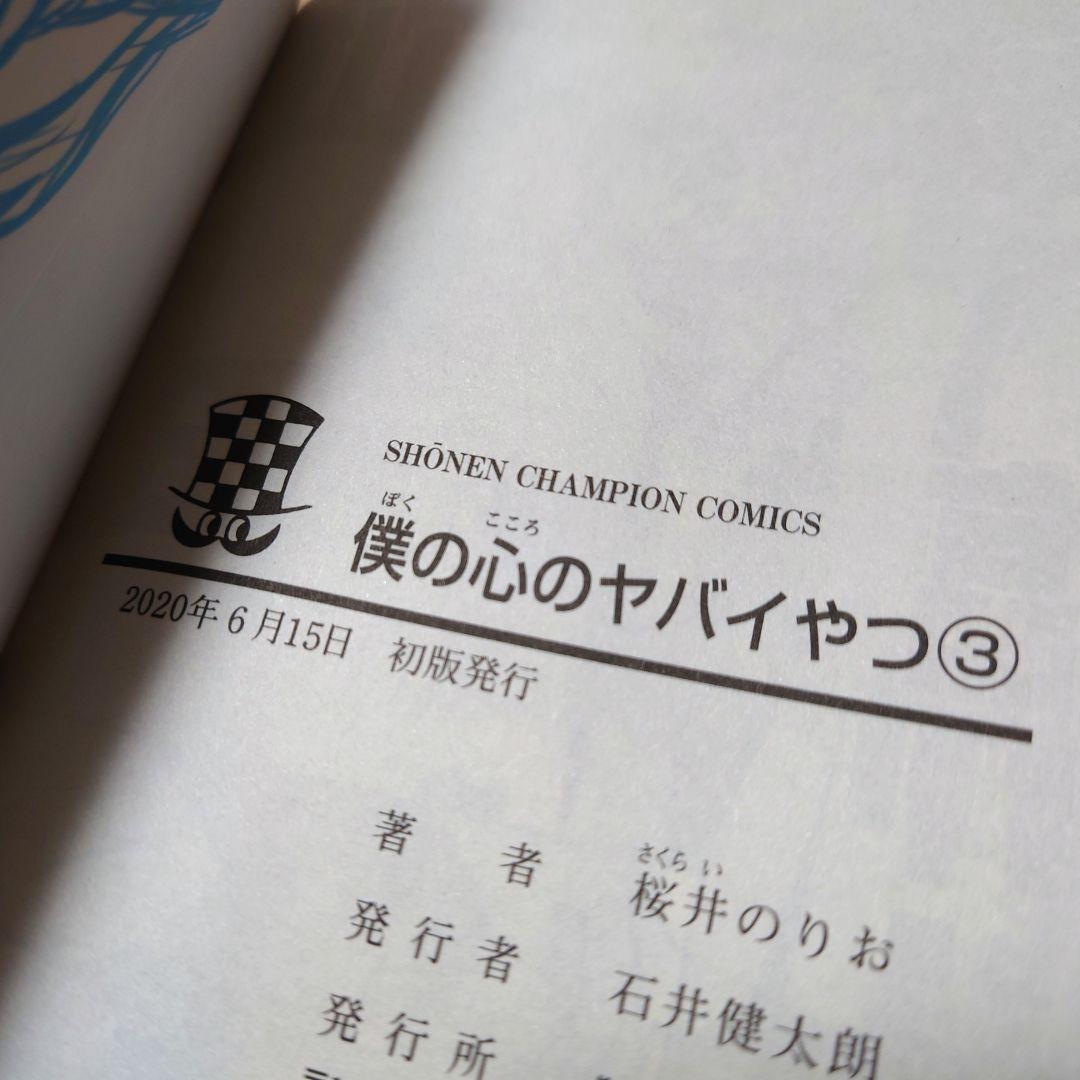 SHŌNEN CHAMPION COMICS
ぼく こころ
僕の心のヤバイやつ③
2020年6月15日 初版発行
さくら い
著者 桜井のりお
発行者 石井健太朗
発行所